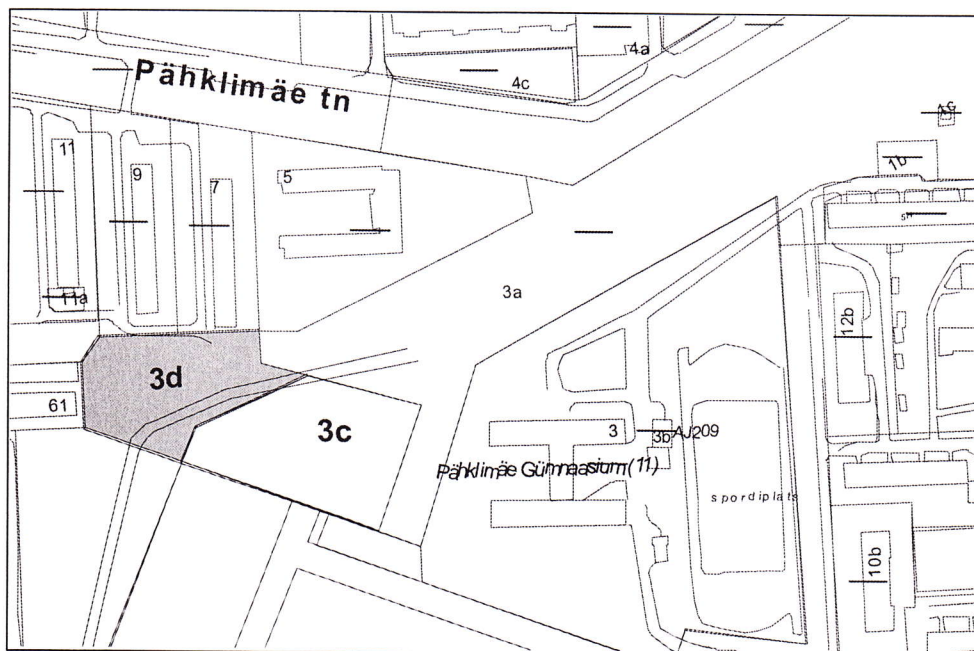 4a
4c
Pähklimäe tn
1c
1b
11
9
7
5
3a
11a
12b
3d
61
3c
3
3b AJ209
Pähklimäe Gümnaasium (11)
spordiplats
10b